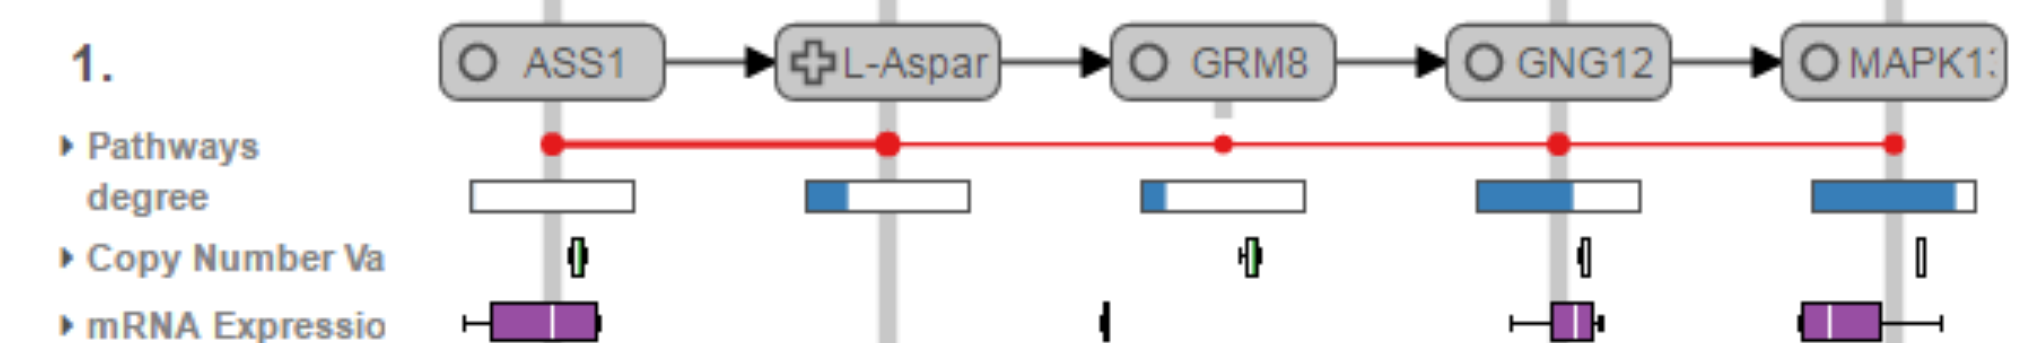 1.
ASS1
L-Aspar
GRM8
GNG12
MAPK1
Pathways
degree
Copy Number Va
mRNA Expressio